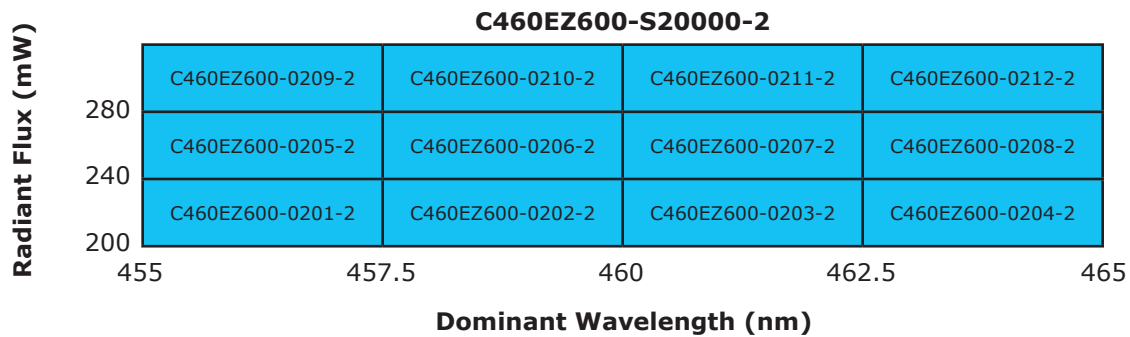 C460EZ600-S20000-2
Radiant Flux (mW)
C460EZ600-0209-2 C460EZ600-0210-2 C460EZ600-0211-2 C460EZ600-0212-2
280
C460EZ600-0205-2 C460EZ600-0206-2 C460EZ600-0207-2 C460EZ600-0208-2
240
C460EZ600-0201-2 C460EZ600-0202-2 C460EZ600-0203-2 C460EZ600-0204-2
200
455 457.5 460 462.5 465
Dominant Wavelength (nm)